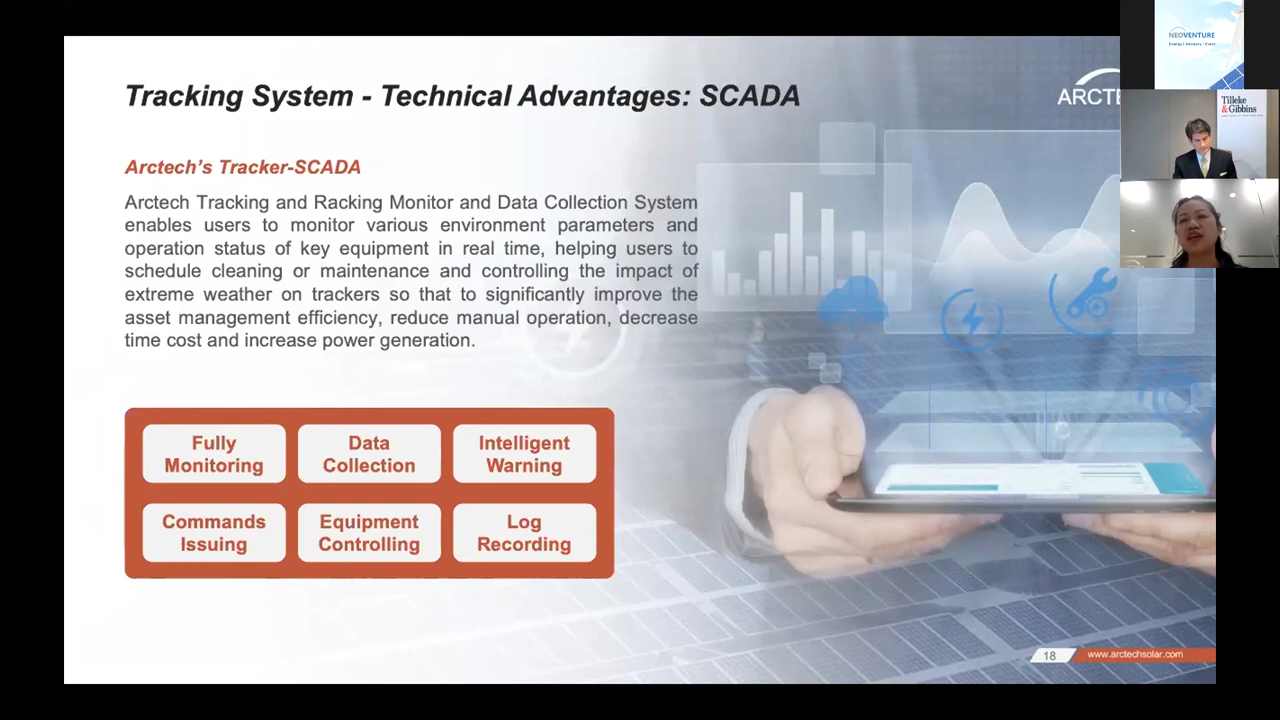 Tracking System - Technical Advantages: SCADA
ARCTE
Arctech's Tracker-SCADA
Arctech Tracking and Racking Monitor and Data Collection System
enables users to monitor various environment parameters and
operation status of key equipment in real time, helping users to
schedule cleaning or maintenance and controlling the impact of
extreme weather on trackers so that to significantly improve the
asset management efficiency, reduce manual operation, decrease
time cost and increase power generation.
Fully
Monitoring
Data
Collection
Intelligent
Warning
Commands
Issuing
Equipment
Controlling
Log
Recording
18
www.arctechsolar.com
NEOVENTURE
Energy | Advisory | Event
Tilleke
& Gibbins